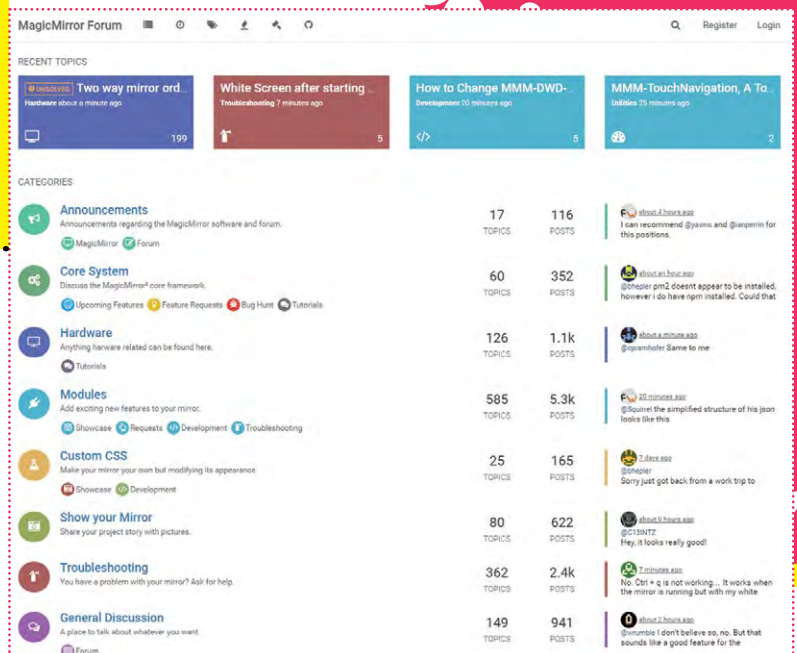 MagicMirror Forum
Register Login
RECENT TOPICS
UNSOLVED Two way mirror ord...
Hardware about a minute ago
199
White Screen after starting ...
Troubleshooting 7 minutes ago
5
How to Change MMM-DWD-...
Development 20 minutes ago
5
MMM-TouchNavigation, A To...
Utilities 26 minutes ago
2
CATEGORIES
Announcements
Announcements regarding the MagicMirror software and forum.
MagicMirror Forum
17 TOPICS
116 POSTS
about 4 hours ago
I can recommend @yawns and @ianperrin for
this positions.
Core System
Discuss the MagicMirror² core framework.
Upcoming Features Feature Requests Bug Hunt Tutorials
60 TOPICS
352 POSTS
about an hour ago
@bhepler pm2 doesnt appear to be installed,
however i do have npm installed. Could that
Hardware
Anything harware related can be found here.
Tutorials
126 TOPICS
1.1k POSTS
about a minute ago
Same to me
Modules
Add exciting new features to your mirror.
Showcase Requests Development Troubleshooting
585 TOPICS
5.3k POSTS
20 minutes ago
@Squirrel the simplified structure of his json
looks like this
Custom CSS
Make your mirror your own but modifying its appearance
Showcase Development
25 TOPICS
165 POSTS
7 days ago
@bhepler
Sorry just got back from a work trip to
Show your Mirror
Share your project story with pictures.
80 TOPICS
622 POSTS
about 9 hours ago
@C13INTZ
Hey, it looks really good!
Troubleshooting
You have a problem with your mirror? Ask for help.
362 TOPICS
2.4k POSTS
7 minutes ago
No. Ctrl + q is not working... It works when
the mirror is running but with my white
General Discussion
A place to talk about whatever you want
Forum
149 TOPICS
941 POSTS
about 2 hours ago
@wrumble I don't believe so, no. But that
sounds like a good feature for the